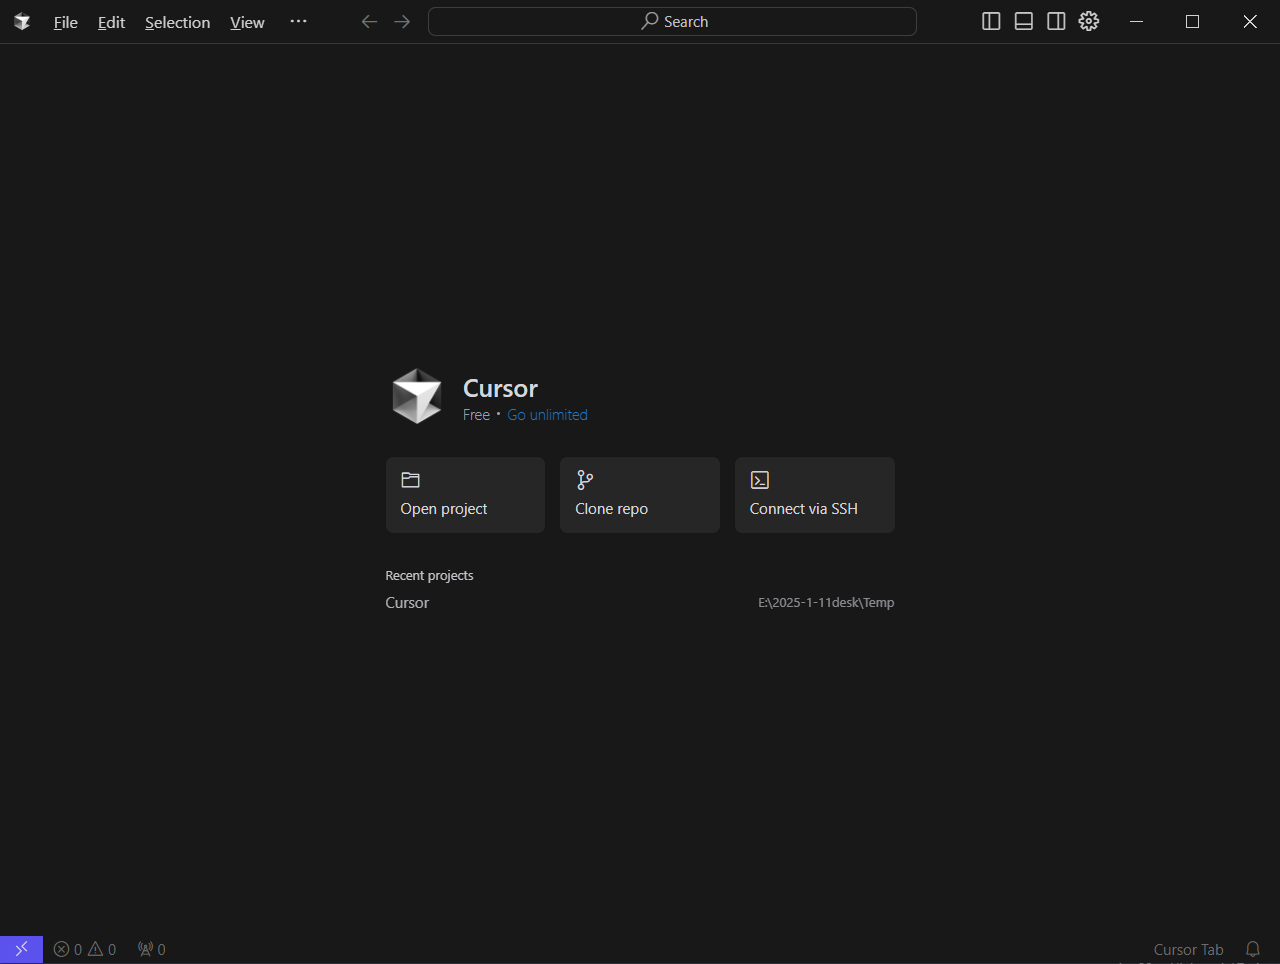 File Edit Selection View ··· Search
Cursor
Free • Go unlimited
Open project Clone repo Connect via SSH
Recent projects
Cursor E:\2025-1-11desk\Temp
0 0 0 Cursor Tab